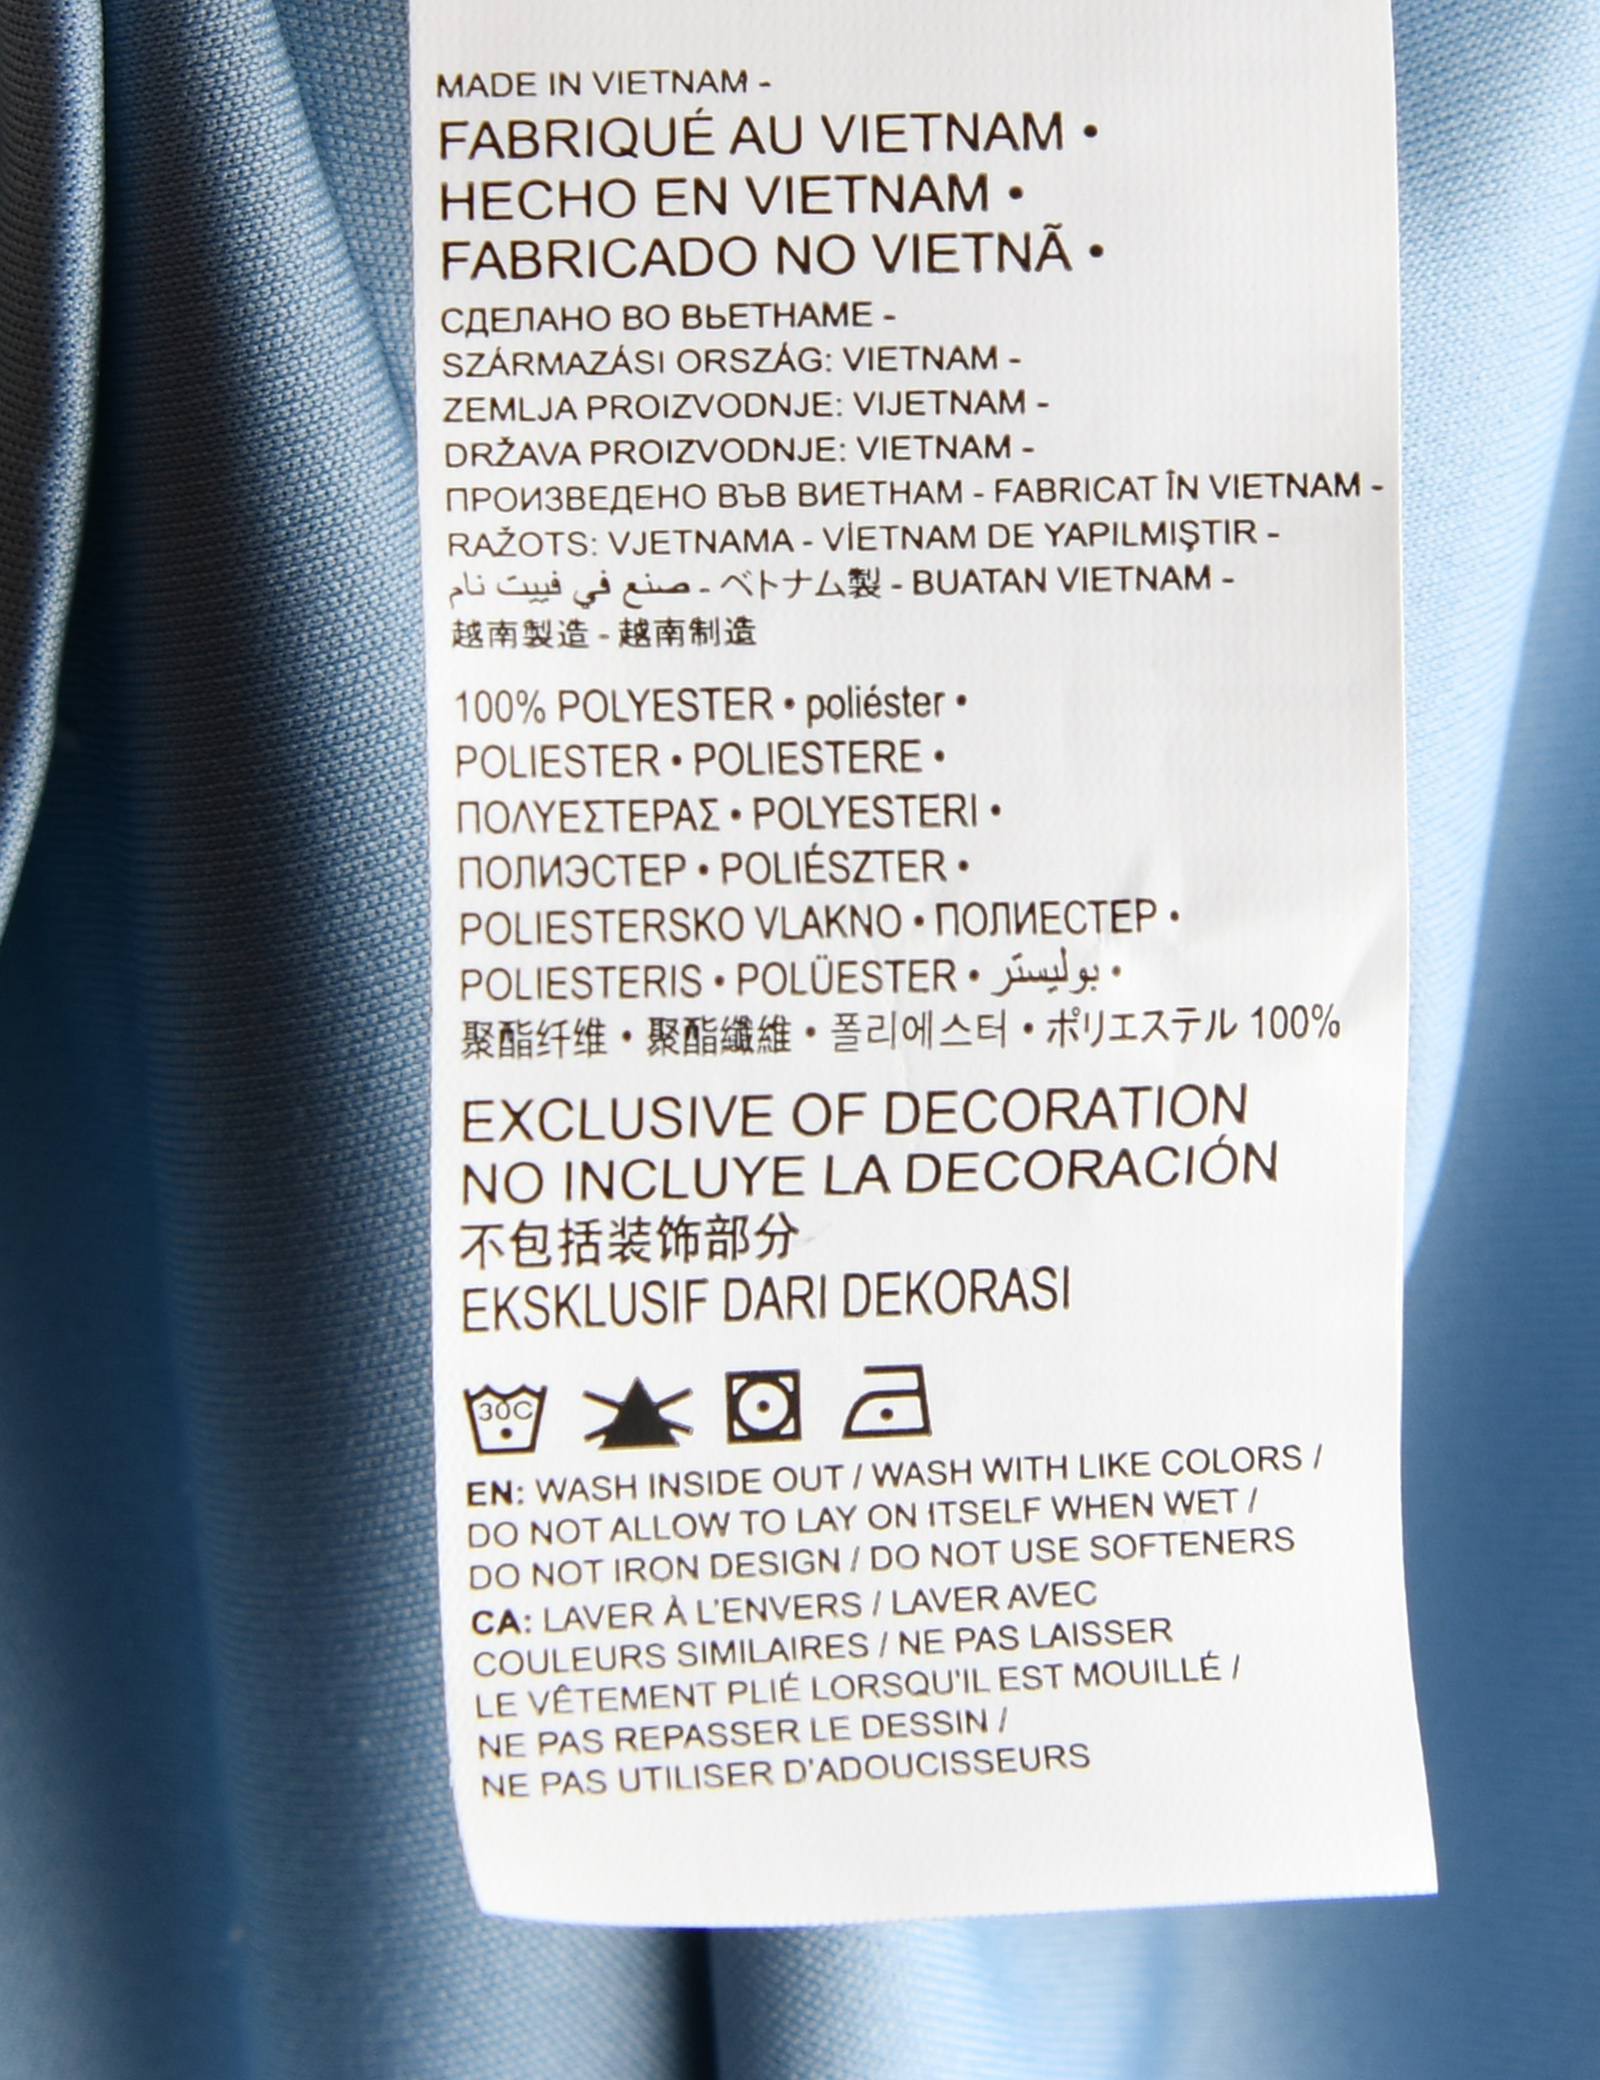 MADE IN VIETNAM -
FABRIQUÉ AU VIETNAM •
HECHO EN VIETNAM •
FABRICADO NO VIETNÃ •
СДЕЛАНО ВО ВЬЕТНАМЕ -
SZÁRMAZÁSI ORSZÁG: VIETNAM -
ZEMLJA PROIZVODNJE: VIJETNAM -
DRŽAVA PROIZVODNJE: VIETNAM -
ПРОИЗВЕДЕНО ВЪВ ВИЕТНАМ - FABRICAT ÎN VIETNAM -
RAŽOTS: VJETNAMA - VİETNAM DE YAPILMIŞTIR -
صنع في فييت نام - ベトナム製 - BUATAN VIETNAM -
越南製造 - 越南制造
100% POLYESTER • poliéster •
POLIESTER • POLIESTERE •
ΠΟΛΥΕΣΤΕΡΑΣ • POLYESTERI •
ПОЛИЭСТЕР • POLIÉSZTER •
POLIESTERSKO VLAKNO • ПОЛИЕСТЕР •
POLIESTERIS • POLÜESTER • بوليستر •
聚酯纤维 • 聚酯纖維 • 폴리에스터 • ポリエステル 100%
EXCLUSIVE OF DECORATION
NO INCLUYE LA DECORACIÓN
不包括装饰部分
EKSKLUSIF DARI DEKORASI
30C
EN: WASH INSIDE OUT / WASH WITH LIKE COLORS /
DO NOT ALLOW TO LAY ON ITSELF WHEN WET /
DO NOT IRON DESIGN / DO NOT USE SOFTENERS
CA: LAVER À L'ENVERS / LAVER AVEC
COULEURS SIMILAIRES / NE PAS LAISSER
LE VÊTEMENT PLIÉ LORSQU'IL EST MOUILLÉ /
NE PAS REPASSER LE DESSIN /
NE PAS UTILISER D'ADOUCISSEURS